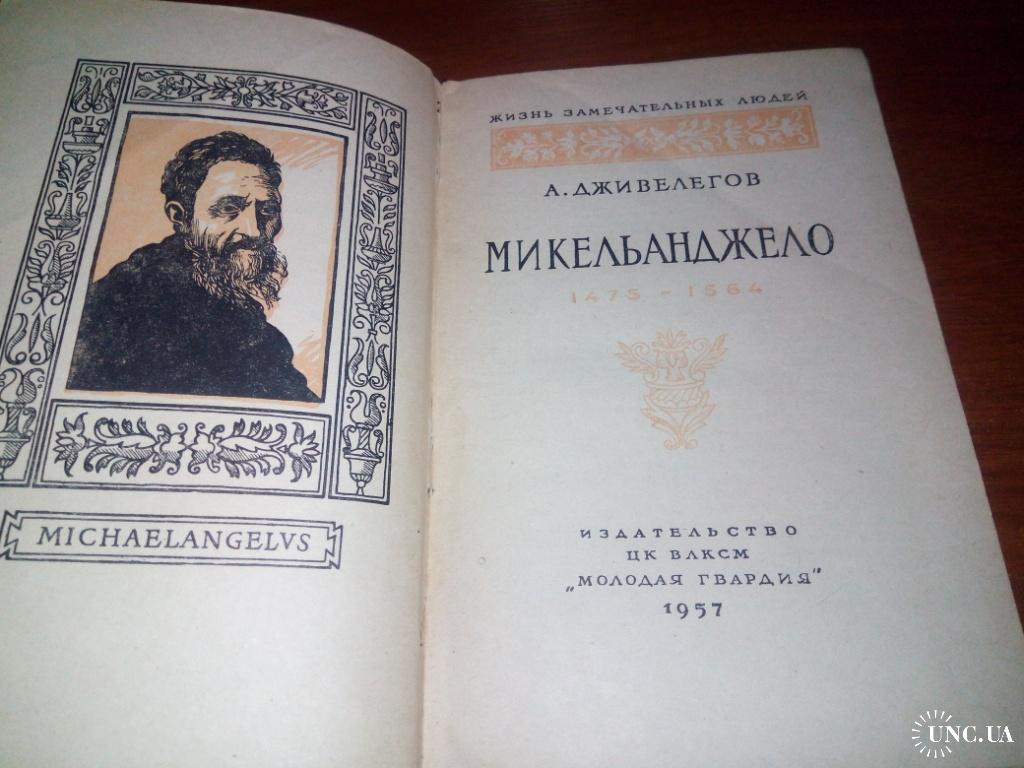 MICHAELANGELVS
ЖИЗНЬ ЗАМЕЧАТЕЛЬНЫХ ЛЮДЕЙ
А. ДЖИВЕЛЕГОВ
МИКЕЛЬАНДЖЕЛО
1475 – 1564
ИЗДАТЕЛЬСТВО
ЦК ВЛКСМ
„МОЛОДАЯ ГВАРДИЯ"
1957
UNC.UA